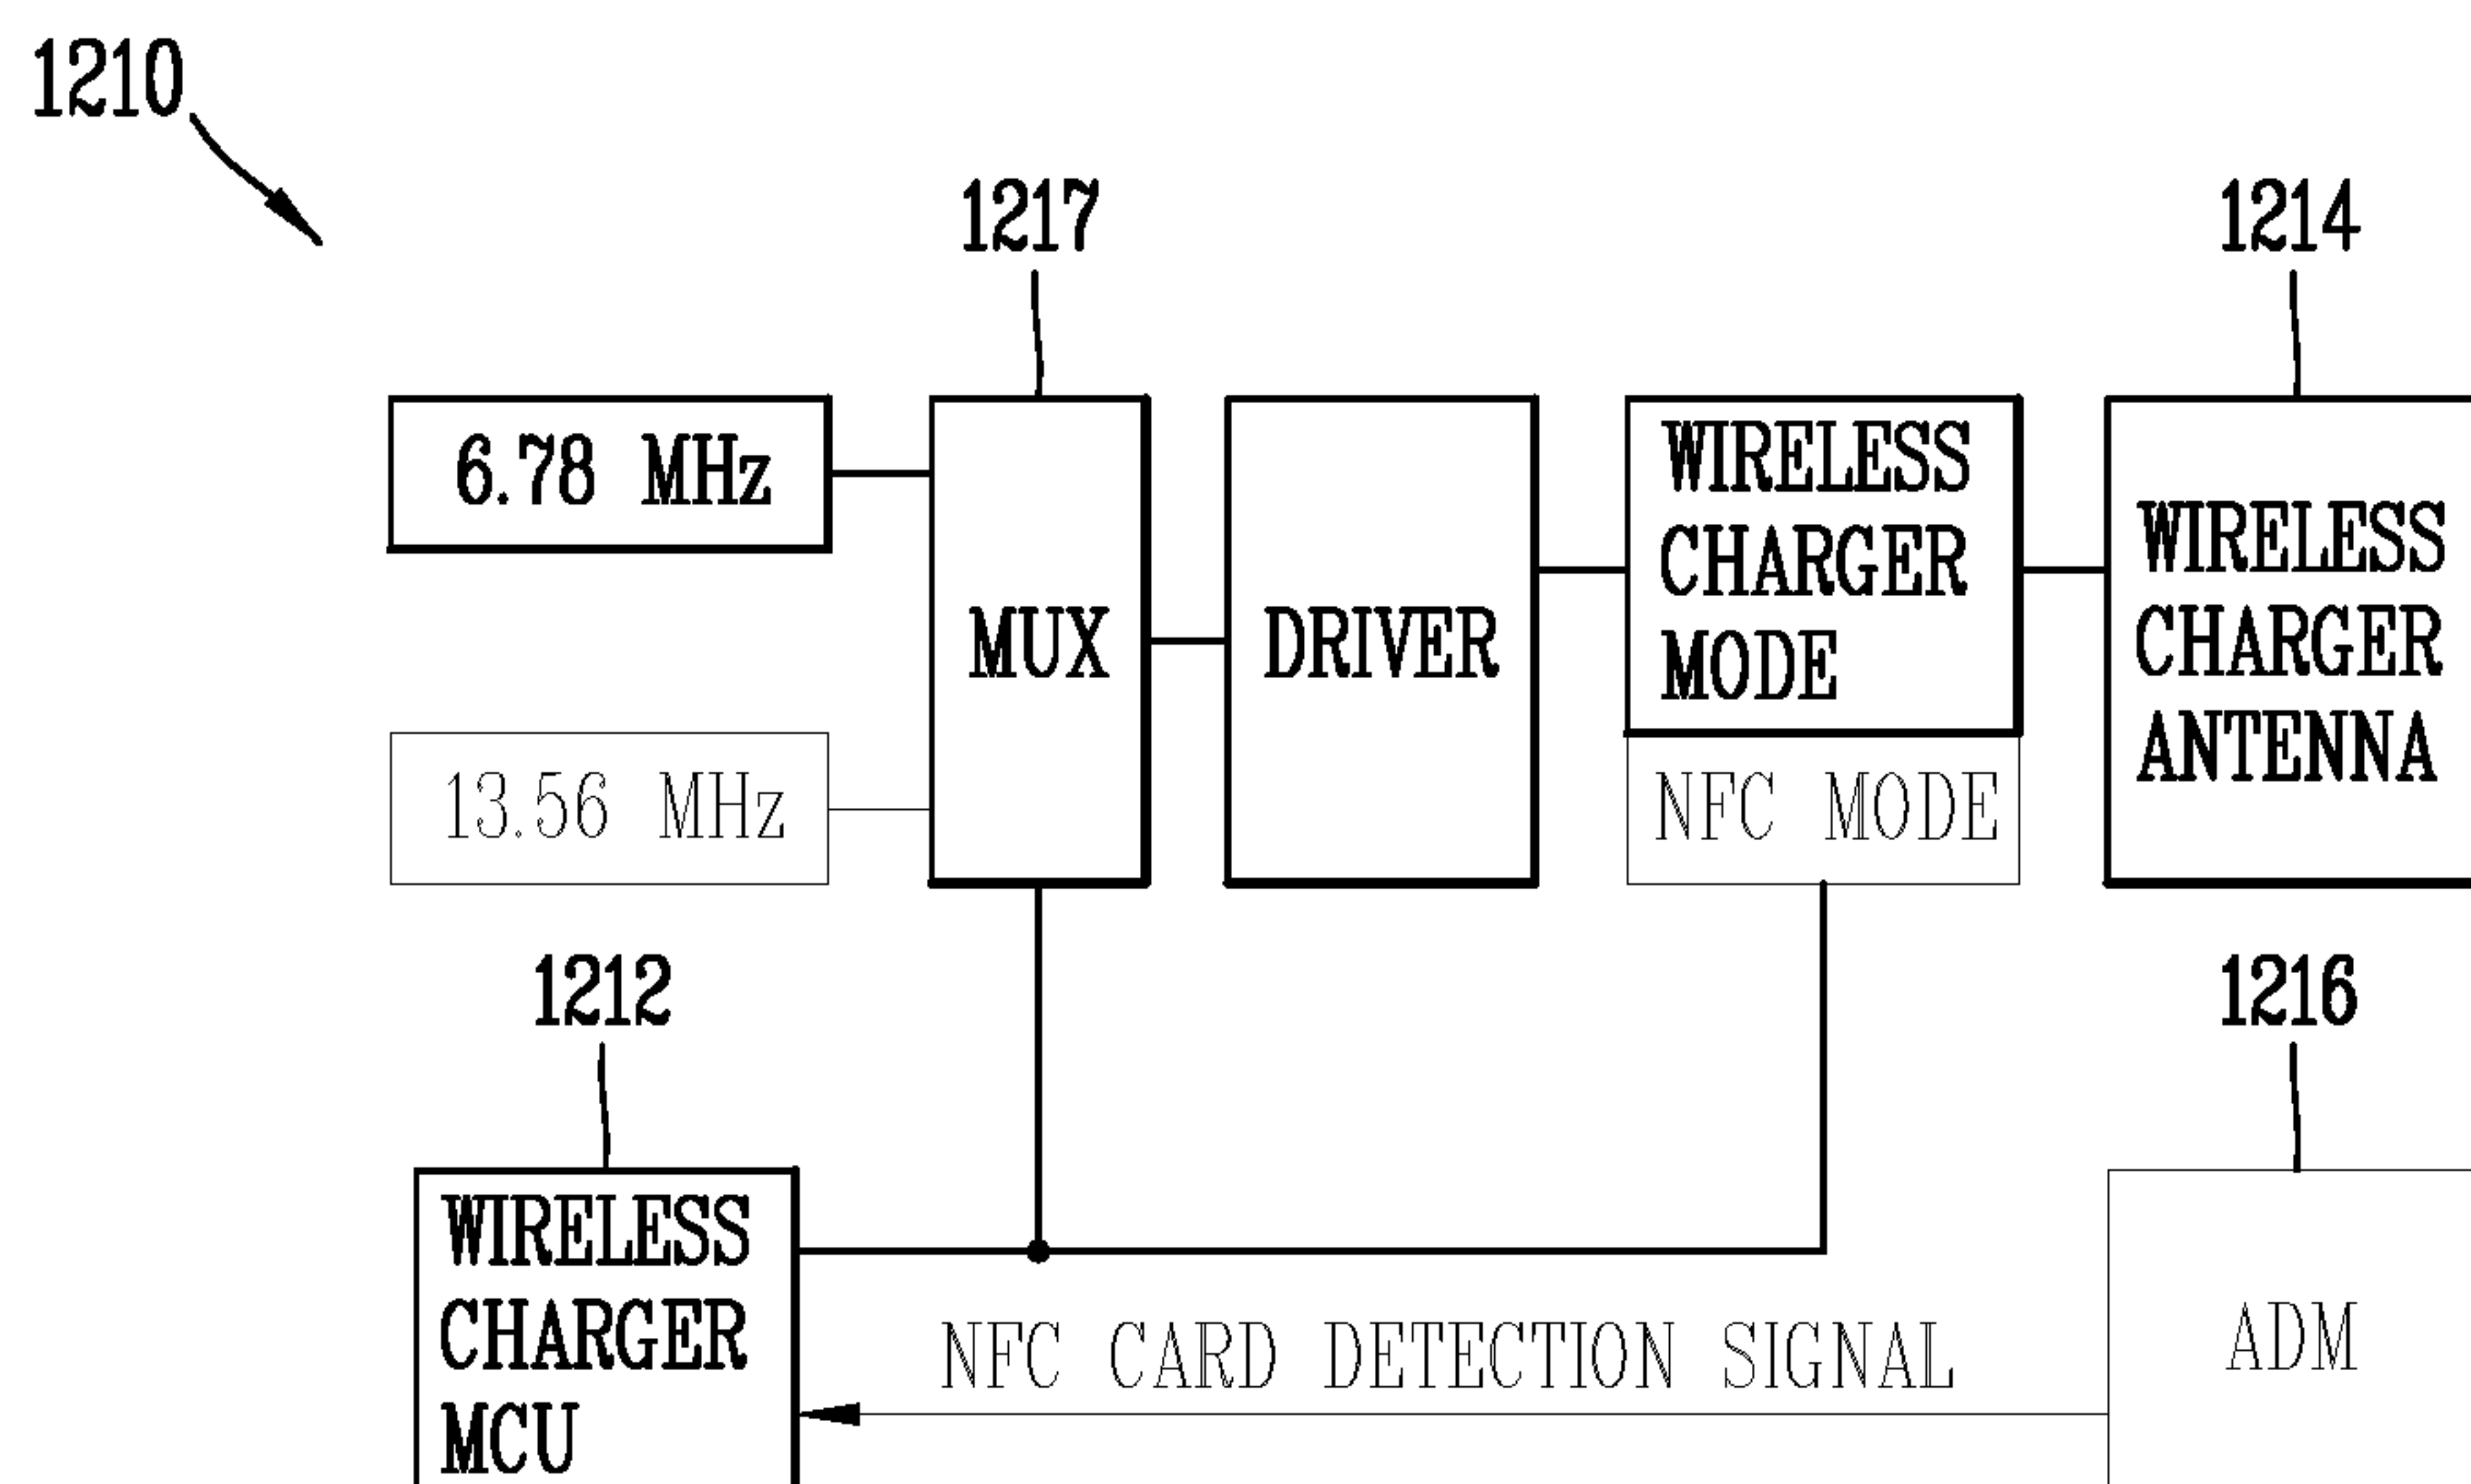 1210
1217
1214
6.78 MHz
WIRELESS
CHARGER
MODE
WIRELESS
CHARGER
ANTENNA
MUX
DRIVER
13.56 MHz
NFC MODE
1212
1216
WIRELESS
CHARGER
MCU
NFC CARD DETECTION SIGNAL
ADM